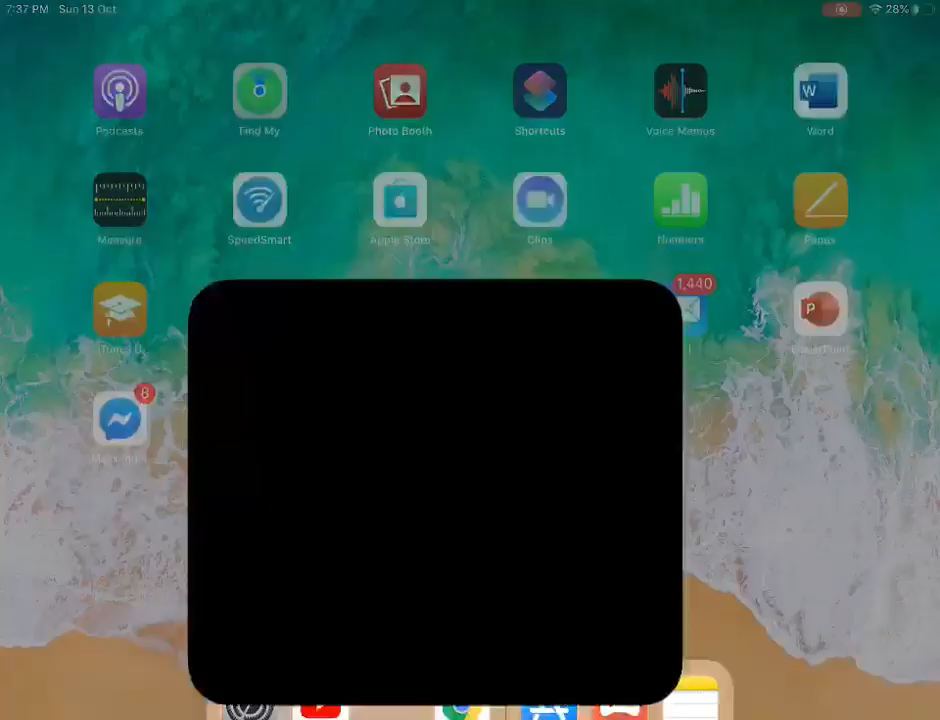 7:37 PM Sun 13 Oct
28%
Podcasts
Find My
Photo Booth
Shortcuts
Voice Memos
W
Word
Measure
SpeedSmart
Apple Store
Clips
Numbers
Pages
1,440
P
iTunes U
PowerPoint
8